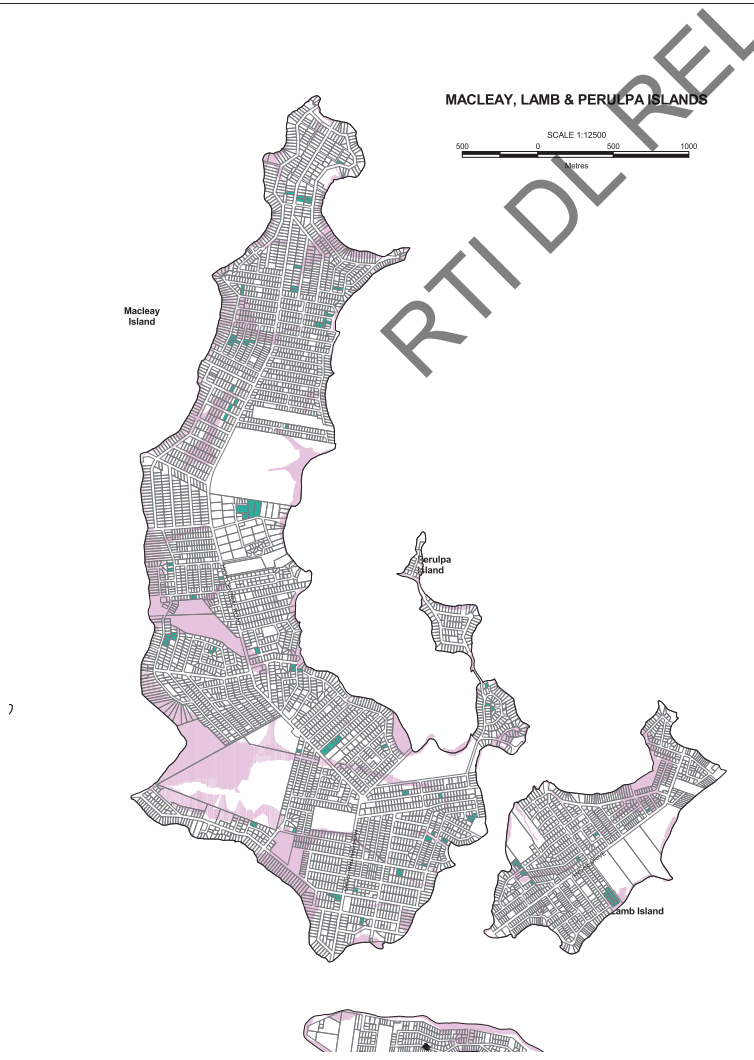 MACLEAY, LAMB & PERULPA ISLANDS
SCALE 1:12500
500 0 500 1000
Metres
RTI DL REL
Macleay
Island
Perulpa
Island
Lamb Island